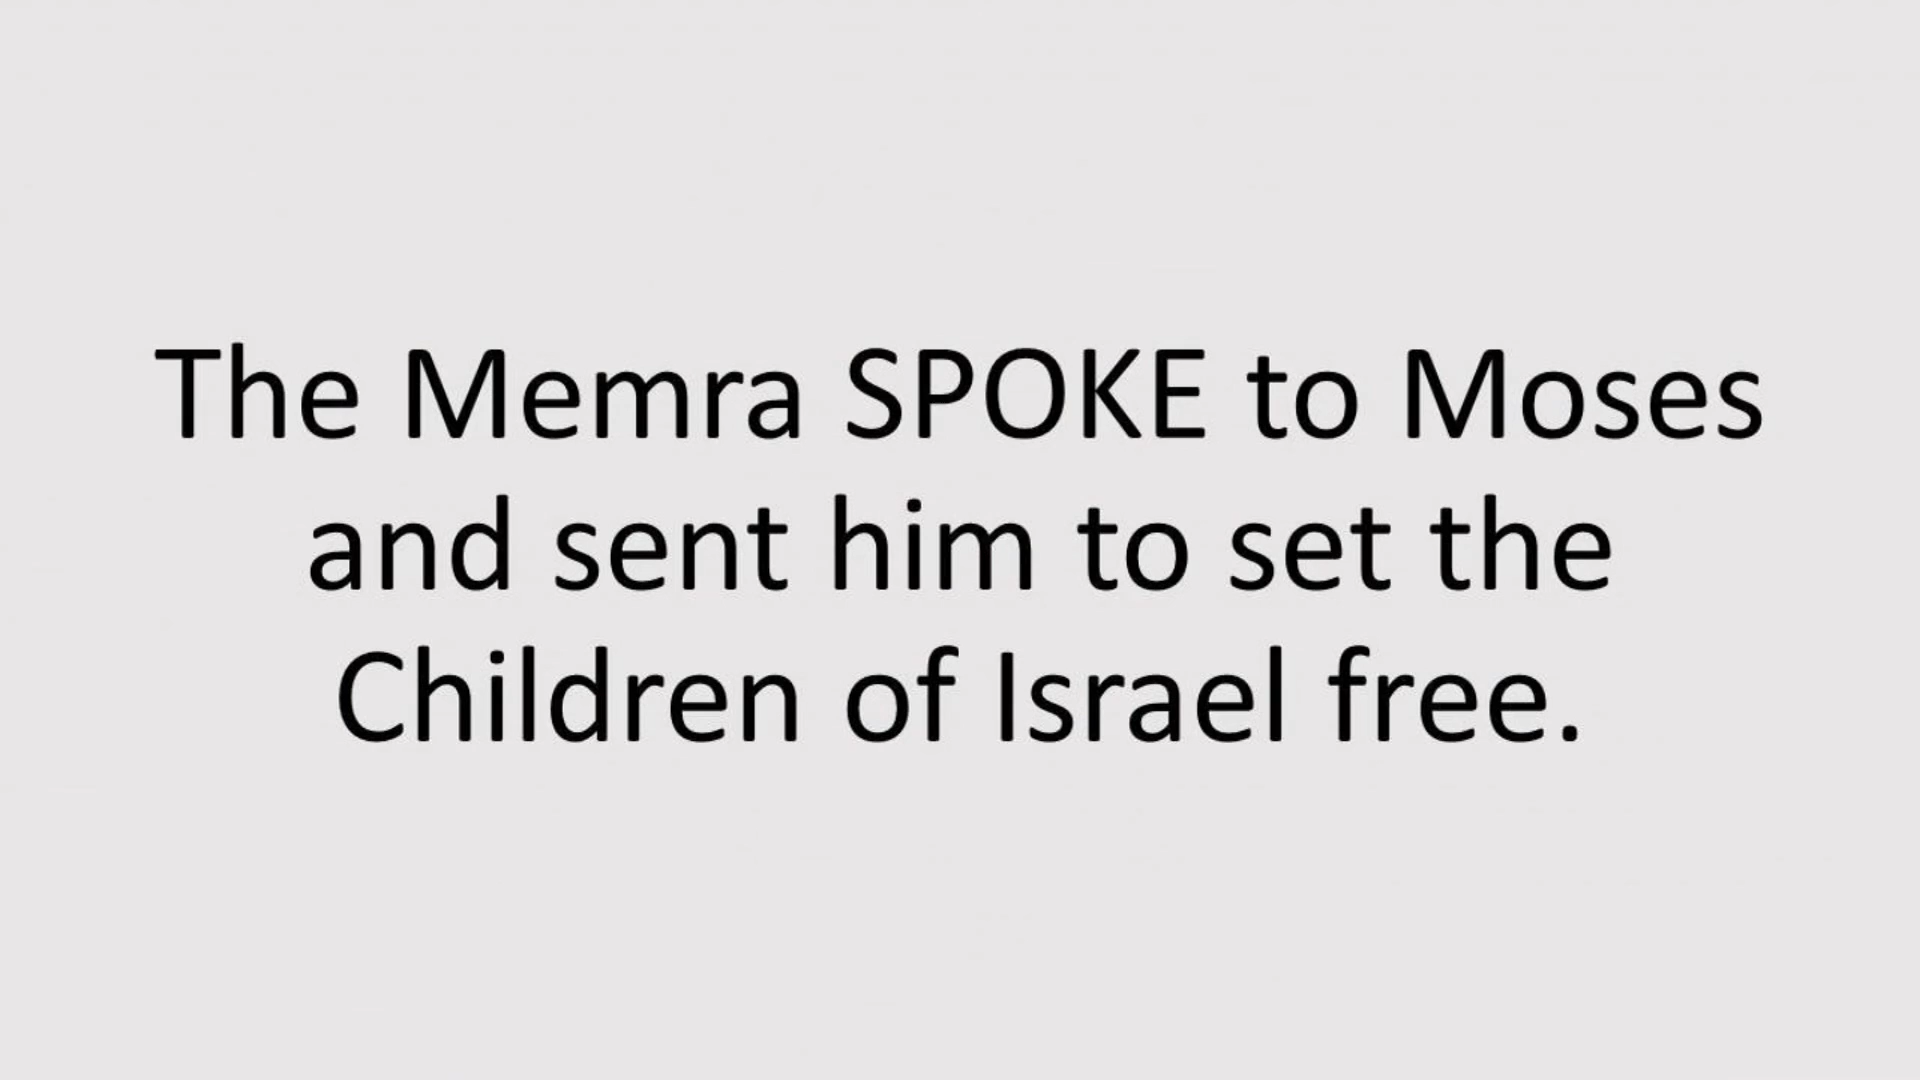 The Memra SPOKE to Moses
and sent him to set the
Children of Israel free.